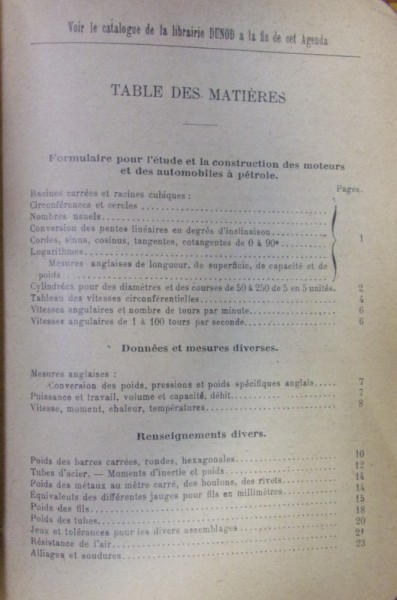 Voir le catalogue de la librairie DUNOD a la fin de cet Agenda
TABLE DES MATIÈRES
Formulaire pour l'étude et la construction des moteurs
et des automobiles à pétrole.
Pages.
Racines carrées et racines cubiques :
Circonférences et cercles
Nombres usuels
Conversion des pentes linéaires en degrés d'inclinaison
Cordes, sinus, cosinus, tangentes, cotangentes de 0 à 90° 1
Logarithmes
Mesures anglaises de longueur, de superficie, de capacité et de
poids
Cylindrées pour des diamètres et des courses de 50 à 250 de 5 en 5 unités. 2
Tableau des vitesses circonférentielles 4
Vitesses angulaires et nombre de tours par minute 6
Vitesses angulaires de 1 à 100 tours par seconde 6
Données et mesures diverses.
Mesures anglaises :
Conversion des poids, pressions et poids spécifiques anglais 7
Puissance et travail, volume et capacité, débit 7
Vitesse, moment, chaleur, températures 8
Renseignements divers.
Poids des barres carrées, rondes, hexagonales 10
Tubes d'acier. — Moments d'inertie et poids 12
Poids des métaux au mètre carré, des boulons, des rivets 14
Équivalents des différentes jauges pour fils en millimètres 14
Poids des fils 15
Poids des tubes 18
Jeux et tolérances pour les divers assemblages 20
Résistance de l'air 21
Alliages et soudures 23